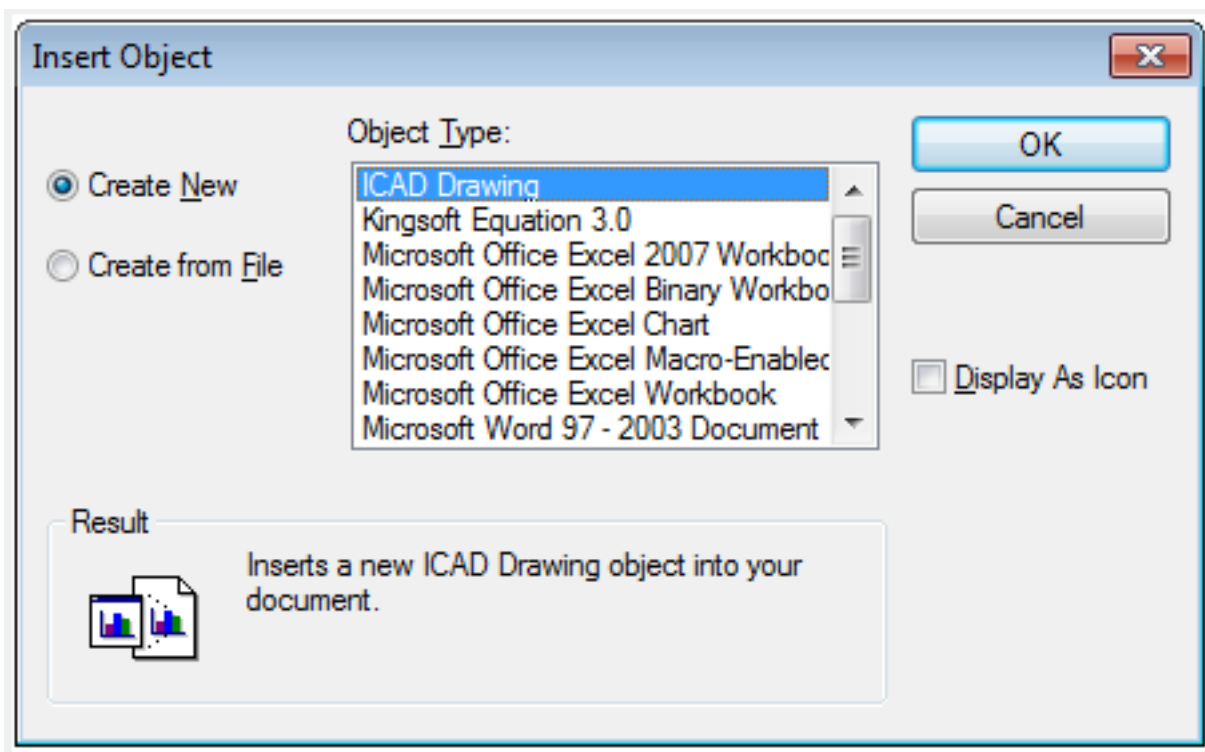 Insert Object
Object Type:
Create New
Create from File
ICAD Drawing
Kingsoft Equation 3.0
Microsoft Office Excel 2007 Workboo
Microsoft Office Excel Binary Workbo
Microsoft Office Excel Chart
Microsoft Office Excel Macro-Enabled
Microsoft Office Excel Workbook
Microsoft Word 97 - 2003 Document
OK
Cancel
Display As Icon
Result
Inserts a new ICAD Drawing object into your
document.